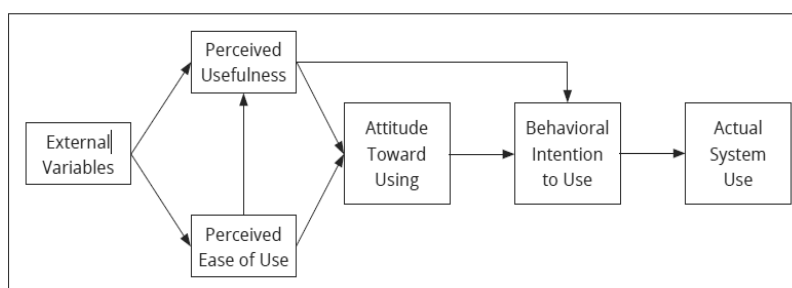 Perceived
Usefulness
External
Variables
Perceived
Ease of Use
Attitude
Toward
Using
Behavioral
Intention
to Use
Actual
System
Use